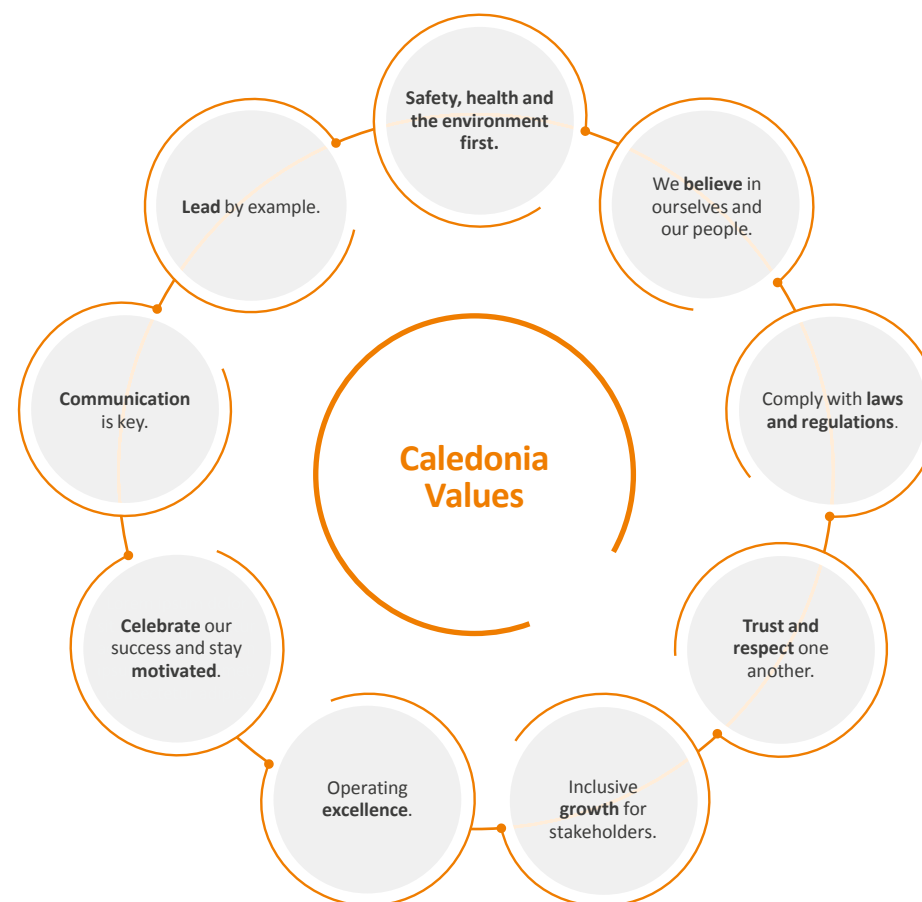 Safety, health and
the environment
first.
We believe in
ourselves and
our people.
Comply with laws
and regulations.
Trust and
respect one
another.
Inclusive
growth for
stakeholders.
Operating
excellence.
Celebrate our
success and stay
motivated.
Communication
is key.
Lead by example.
Caledonia
Values